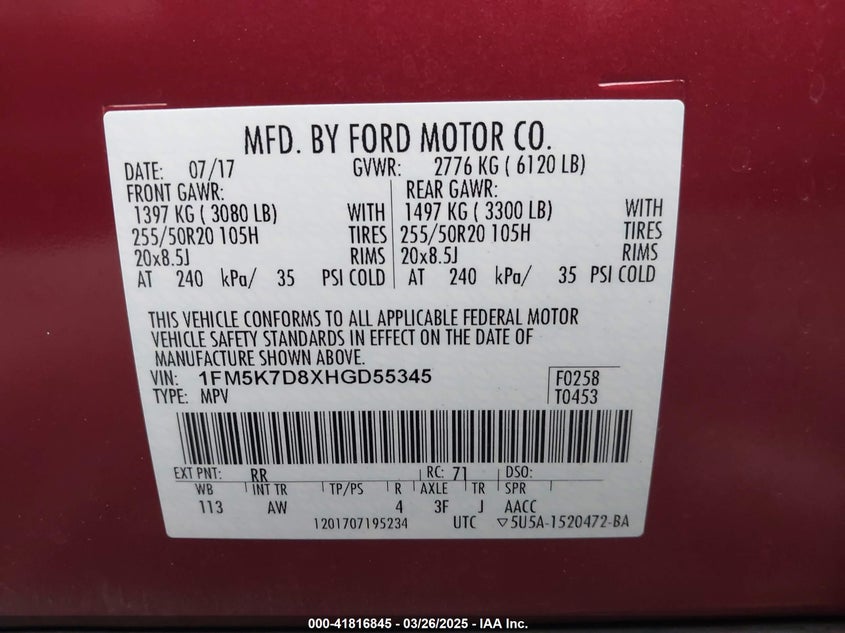 MFD. BY FORD MOTOR CO.
DATE: 07/17 GVWR: 2776 KG ( 6120 LB)
FRONT GAWR: REAR GAWR:
1397 KG ( 3080 LB) WITH 1497 KG ( 3300 LB) WITH
255/50R20 105H TIRES 255/50R20 105H TIRES
20x8.5J RIMS 20x8.5J RIMS
AT 240 kPa/ 35 PSI COLD AT 240 kPa/ 35 PSI COLD
THIS VEHICLE CONFORMS TO ALL APPLICABLE FEDERAL MOTOR
VEHICLE SAFETY STANDARDS IN EFFECT ON THE DATE OF
MANUFACTURE SHOWN ABOVE.
VIN: 1FM5K7D8XHGD55345 F0258
TYPE: MPV T0453
EXT PNT: RR RC: 71 DSO:
WB INT TR TP/PS R AXLE TR SPR
113 AW 4 3F J AACC
1201707195234 UTC ▽5U5A-1520472-BA
000-41816845 - 03/26/2025 - IAA Inc.